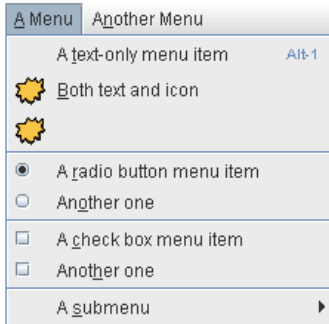 A Menu Another Menu
A text-only menu item Alt-1
Both text and icon
A radio button menu item
Another one
A check box menu item
Another one
A submenu